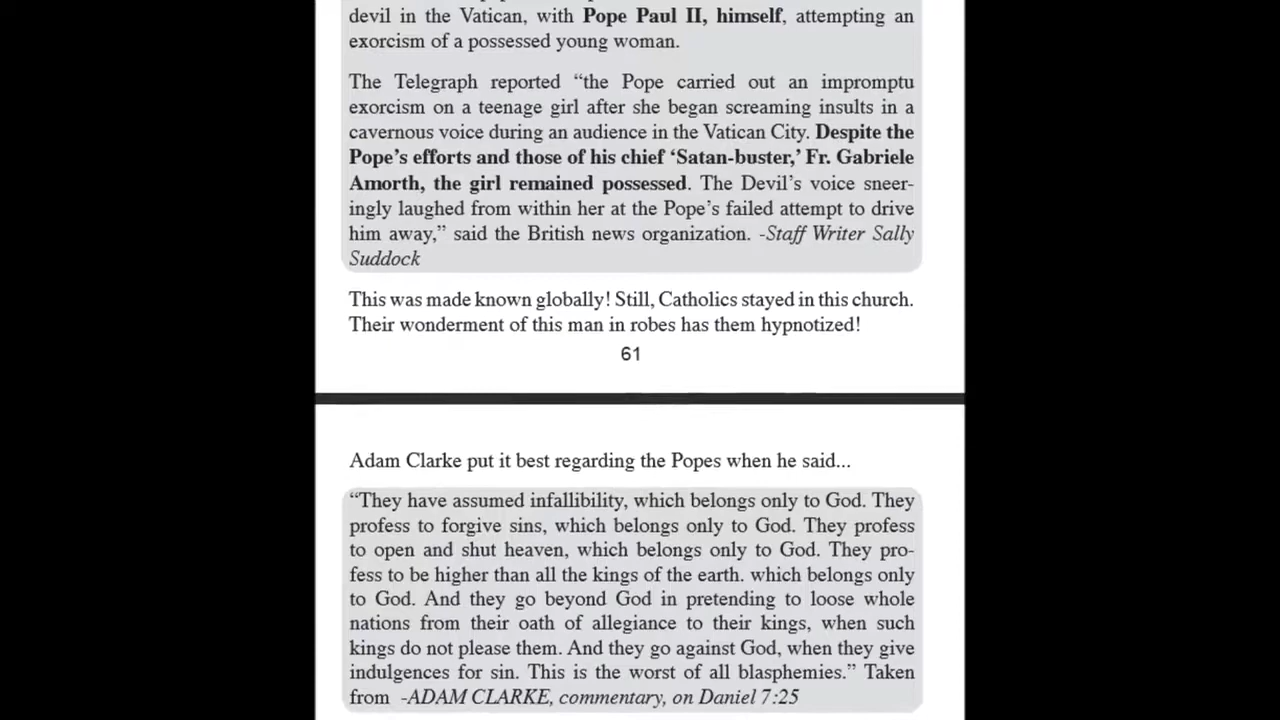 devil in the Vatican, with Pope Paul II, himself, attempting an
exorcism of a possessed young woman.
The Telegraph reported “the Pope carried out an impromptu
exorcism on a teenage girl after she began screaming insults in a
cavernous voice during an audience in the Vatican City. Despite the
Pope’s efforts and those of his chief ‘Satan-buster,’ Fr. Gabriele
Amorth, the girl remained possessed. The Devil’s voice sneer-
ingly laughed from within her at the Pope’s failed attempt to drive
him away,” said the British news organization. -Staff Writer Sally
Suddock
This was made known globally! Still, Catholics stayed in this church.
Their wonderment of this man in robes has them hypnotized!
61
Adam Clarke put it best regarding the Popes when he said...
“They have assumed infallibility, which belongs only to God. They
profess to forgive sins, which belongs only to God. They profess
to open and shut heaven, which belongs only to God. They pro-
fess to be higher than all the kings of the earth. which belongs only
to God. And they go beyond God in pretending to loose whole
nations from their oath of allegiance to their kings, when such
kings do not please them. And they go against God, when they give
indulgences for sin. This is the worst of all blasphemies.” Taken
from -ADAM CLARKE, commentary, on Daniel 7:25